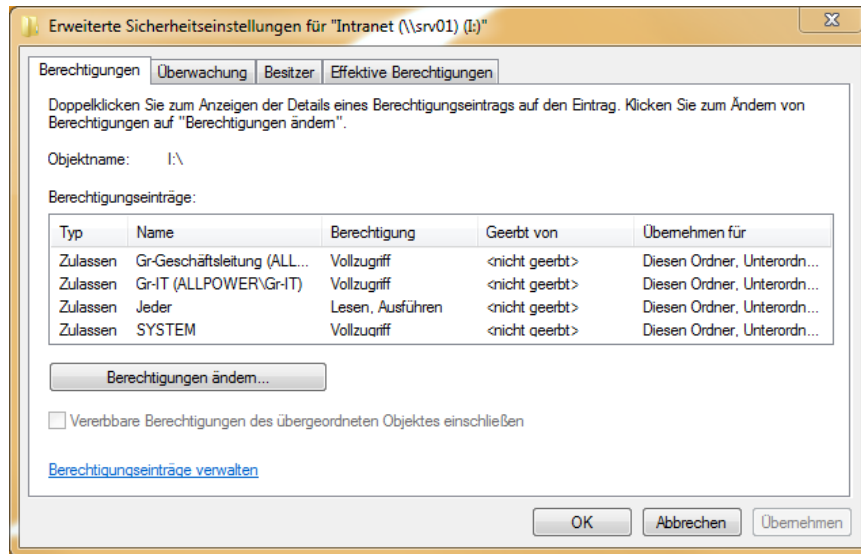 Erweiterte Sicherheitseinstellungen für "Intranet (\\srv01) (I:)"
Berechtigungen Überwachung Besitzer Effektive Berechtigungen
Doppelklicken Sie zum Anzeigen der Details eines Berechtigungseintrags auf den Eintrag. Klicken Sie zum Ändern von
Berechtigungen auf "Berechtigungen ändern".
Objektname: I:\
Berechtigungseinträge:
Typ Name Berechtigung Geerbt von Übernehmen für
Zulassen Gr-Geschäftsleitung (ALL... Vollzugriff <nicht geerbt> Diesen Ordner, Unterordn...
Zulassen Gr-IT (ALLPOWER\Gr-IT) Vollzugriff <nicht geerbt> Diesen Ordner, Unterordn...
Zulassen Jeder Lesen, Ausführen <nicht geerbt> Diesen Ordner, Unterordn...
Zulassen SYSTEM Vollzugriff <nicht geerbt> Diesen Ordner, Unterordn...
Berechtigungen ändern...
Vererbbare Berechtigungen des übergeordneten Objektes einschließen
Berechtigungseinträge verwalten
OK Abbrechen Übernehmen